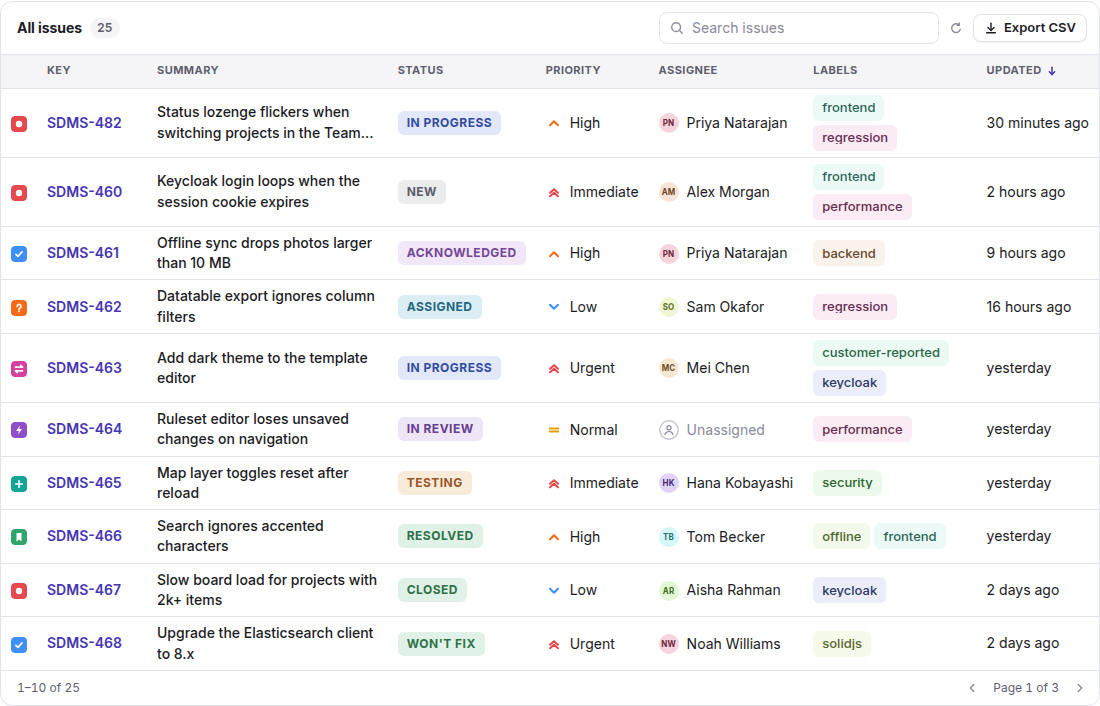 All issues 25 Search issues Export CSV
KEY SUMMARY STATUS PRIORITY ASSIGNEE LABELS UPDATED
SDMS-482 Status lozenge flickers when switching projects in the Team… IN PROGRESS High PN Priya Natarajan frontend regression 30 minutes ago
SDMS-460 Keycloak login loops when the session cookie expires NEW Immediate AM Alex Morgan frontend performance 2 hours ago
SDMS-461 Offline sync drops photos larger than 10 MB ACKNOWLEDGED High PN Priya Natarajan backend 9 hours ago
SDMS-462 Datatable export ignores column filters ASSIGNED Low SO Sam Okafor regression 16 hours ago
SDMS-463 Add dark theme to the template editor IN PROGRESS Urgent MC Mei Chen customer-reported keycloak yesterday
SDMS-464 Ruleset editor loses unsaved changes on navigation IN REVIEW Normal Unassigned performance yesterday
SDMS-465 Map layer toggles reset after reload TESTING Immediate HK Hana Kobayashi security yesterday
SDMS-466 Search ignores accented characters RESOLVED High TB Tom Becker offline frontend yesterday
SDMS-467 Slow board load for projects with 2k+ items CLOSED Low AR Aisha Rahman keycloak 2 days ago
SDMS-468 Upgrade the Elasticsearch client to 8.x WON'T FIX Urgent NW Noah Williams solidjs 2 days ago
1–10 of 25 Page 1 of 3